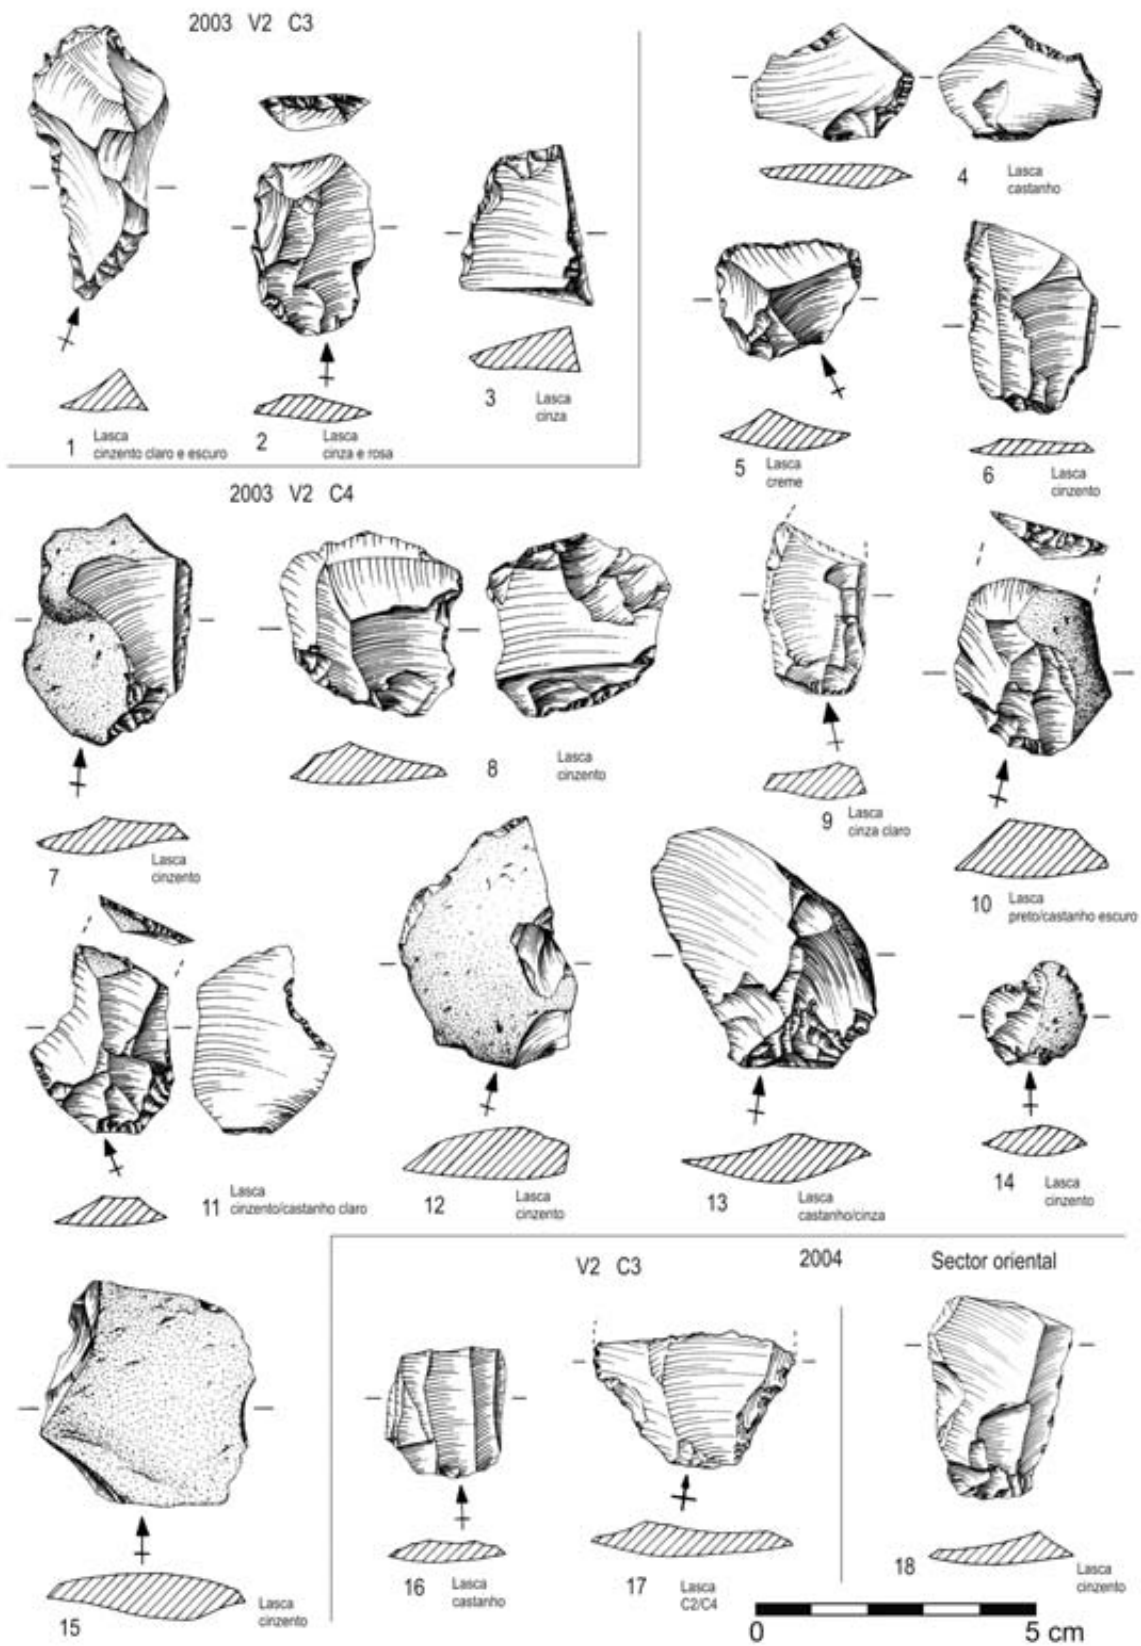 2003 V2 C3
1 Lasca
cinzento claro e escuro
2 Lasca
cinza e rosa
3 Lasca
cinza
4 Lasca
castanho
5 Lasca
creme
6 Lasca
cinzento
2003 V2 C4
7 Lasca
cinzento
8 Lasca
cinzento
9 Lasca
cinza claro
10 Lasca
preto/castanho escuro
11 Lasca
cinzento/castanho claro
12 Lasca
cinzento
13 Lasca
castanho/cinza
14 Lasca
cinzento
15 Lasca
cinzento
V2 C3 2004 Sector oriental
16 Lasca
castanho
17 Lasca
C2/C4
18 Lasca
cinzento
0 5 cm